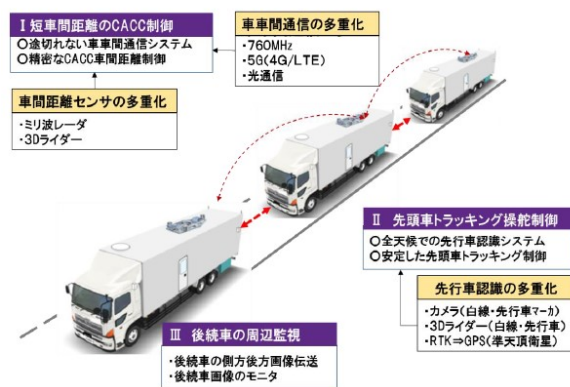 Ⅰ 短車間距離のCACC制御
○途切れない車車間通信システム
○精密なCACC車間距離制御
車車間通信の多重化
・760MHz
・5G(4G/LTE)
・光通信
車間距離センサの多重化
・ミリ波レーダ
・3Dライダー
Ⅱ 先頭車トラッキング操舵制御
○全天候での先行車認識システム
○安定した先頭車トラッキング制御
先行車認識の多重化
・カメラ(白線・先行車マーカ)
・3Dライダー(白線・先行車)
・RTK⇒GPS(準天頂衛星)
Ⅲ 後続車の周辺監視
・後続車の側方後方画像伝送
・後続車画像のモニタ